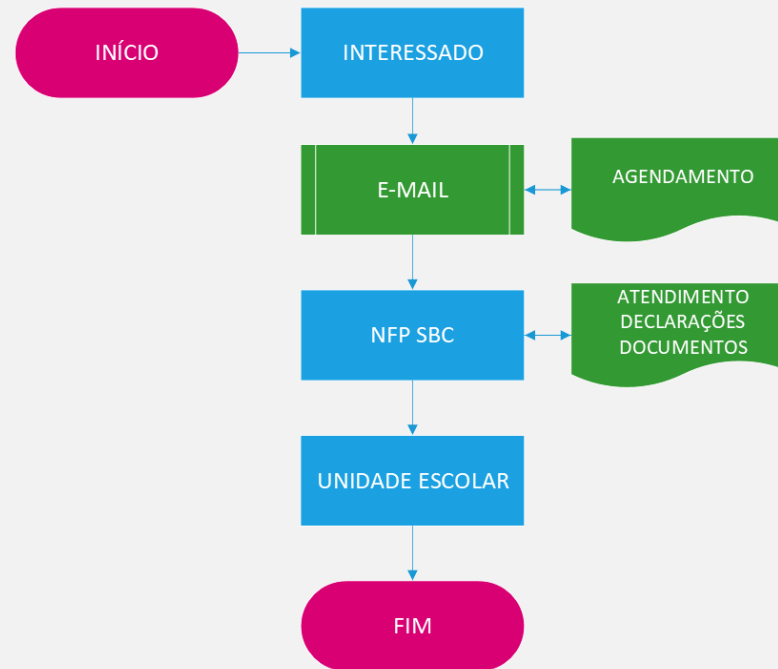 INÍCIO
INTERESSADO
E-MAIL
AGENDAMENTO
NFP SBC
ATENDIMENTO
DECLARAÇÕES
DOCUMENTOS
UNIDADE ESCOLAR
FIM